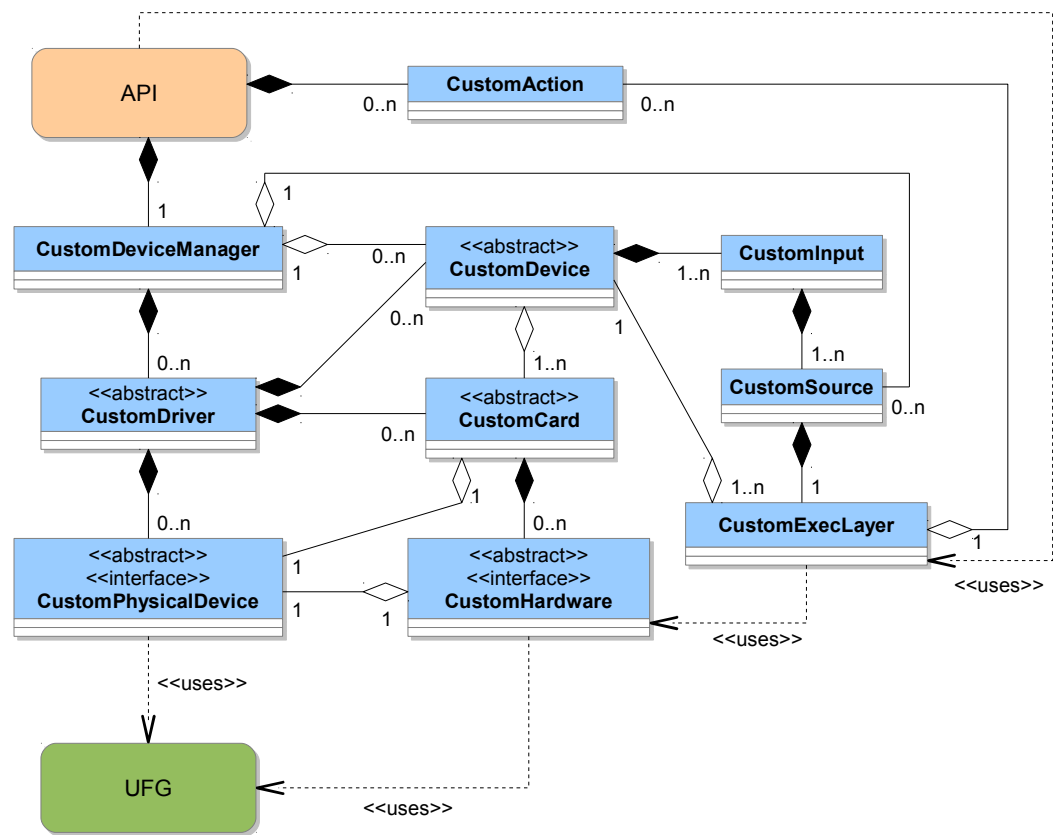 API
CustomAction
0..n
0..n
1
1
CustomDeviceManager
1
0..n
<<abstract>>
CustomDevice
1..n
CustomInput
0..n
1
0..n
1..n
1..n
<<abstract>>
CustomDriver
0..n
<<abstract>>
CustomCard
CustomSource
0..n
1
1..n
1
0..n
0..n
CustomExecLayer
1
<<abstract>>
<<interface>>
CustomPhysicalDevice
1
1
1
<<abstract>>
<<interface>>
CustomHardware
<<uses>>
<<uses>>
<<uses>>
UFG
<<uses>>